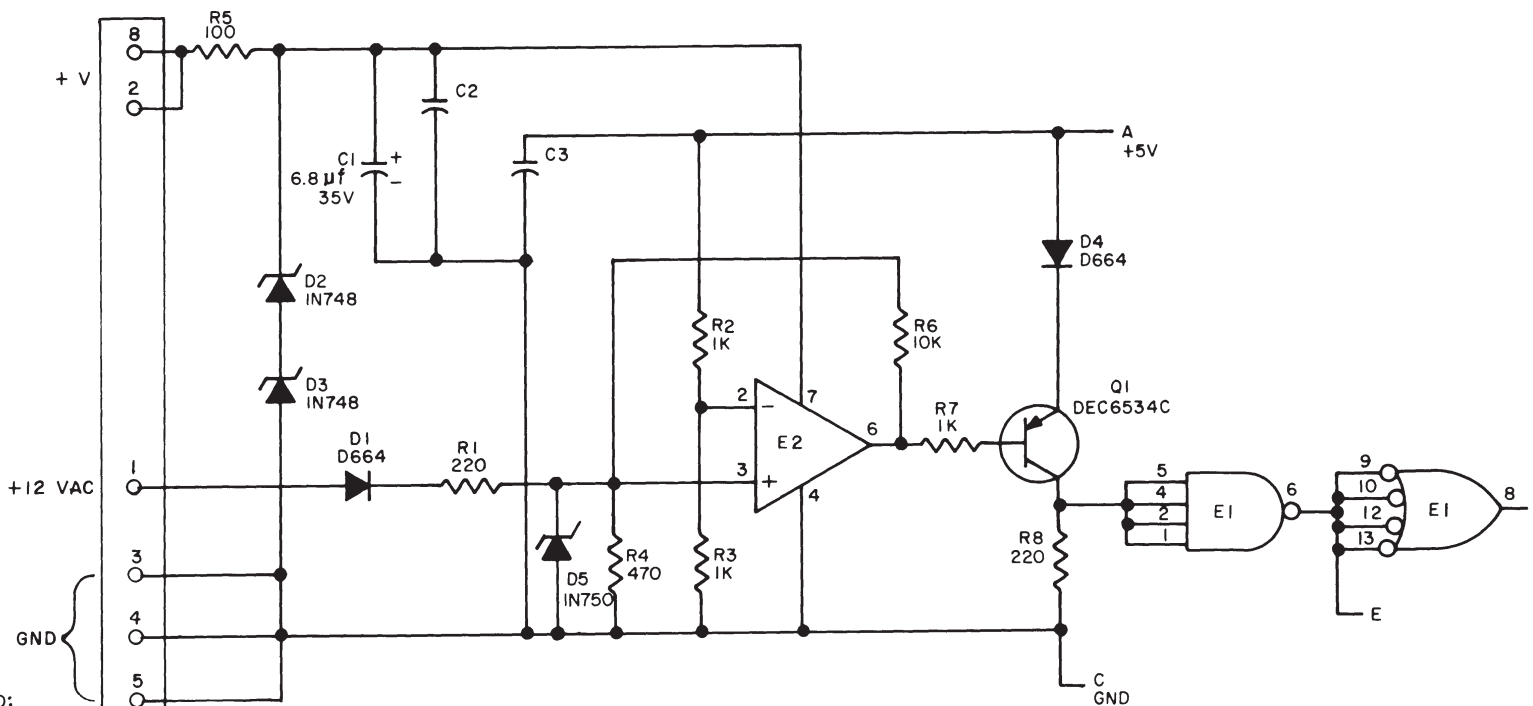 R5
100
8
+ V
2
C2
C1
+
-
6.8 µf
35V
C3
A
+5V
D2
IN748
D3
IN748
D4
D664
R2
1K
R6
10K
Q1
DEC6534C
2
-
7
E2
6
R7
1K
D1
D664
R1
220
1
+12 VAC
3
+
4
5
4
2
1
E1
6
9
10
12
13
E1
8
D5
IN750
R4
470
R3
1K
R8
220
3
GND
4
5
E
C
GND
D: